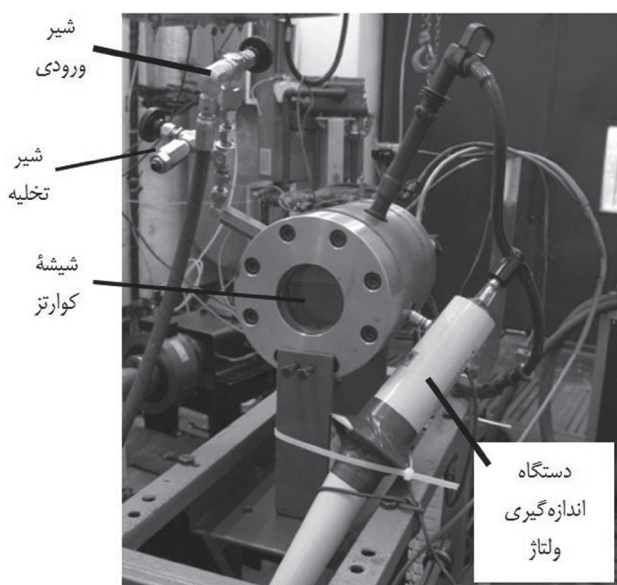 شیر
ورودی
شیر
تخلیه
شیشهٔ
کوارتز
دستگاه
اندازه‌گیری
ولتاژ